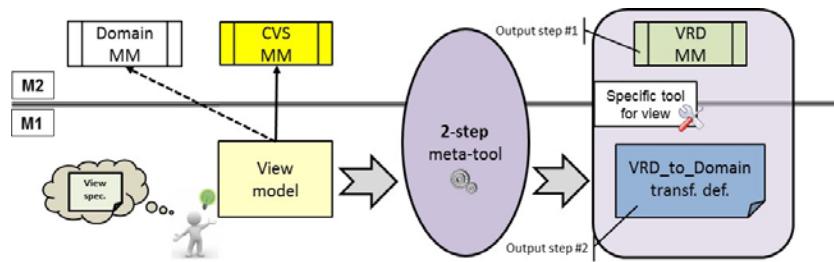 Domain
MM
CVS
MM
Output step #1
VRD
MM
M2
M1
Specific tool
for view
2-step
meta-tool
View
model
View
spec.
VRD_to_Domain
transf. def.
Output step #2